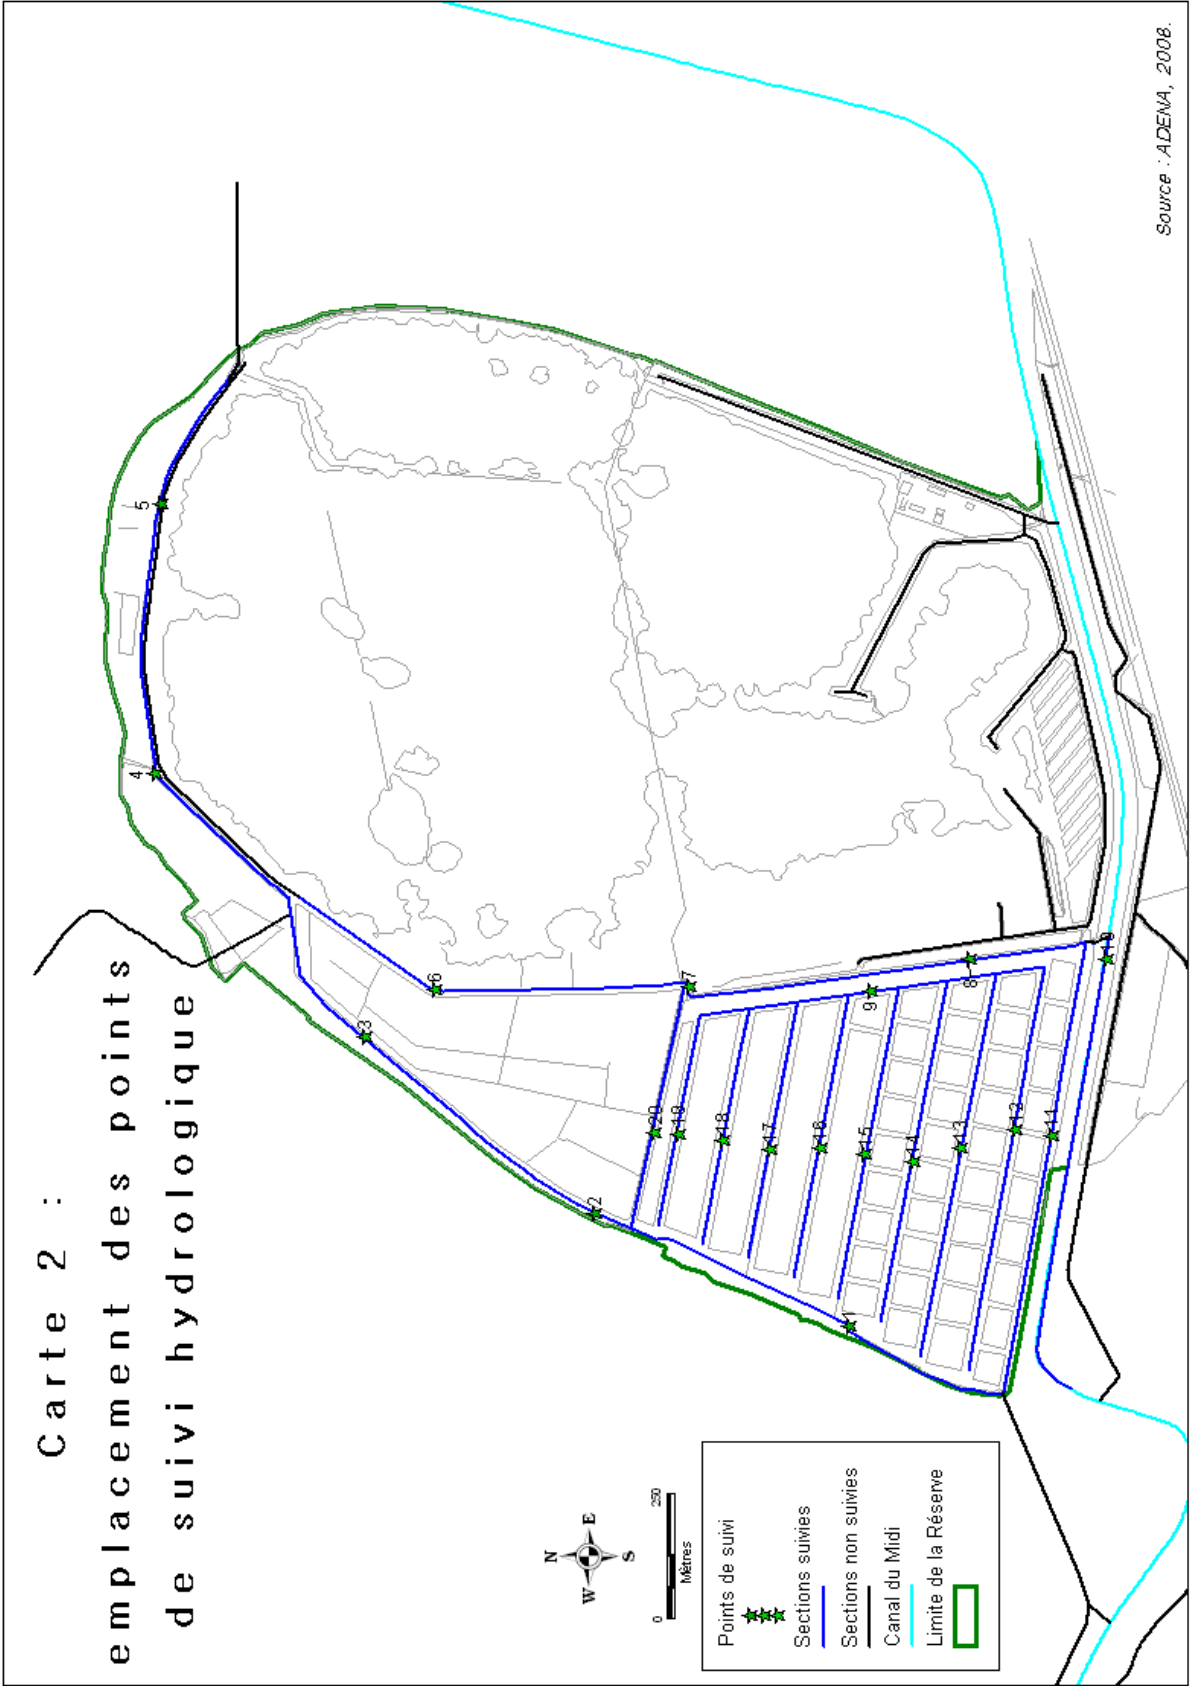 Carte 2 :
emplacement des points
de suivi hydrologique
N
W E
S
0 250
Mètres
Points de suivi
Sections suivies
Sections non suivies
Canal du Midi
Limite de la Réserve
1
2
3
4
5
6
7
8
9
10
11
12
13
14
15
16
17
18
19
20
Source : ADENA, 2008.